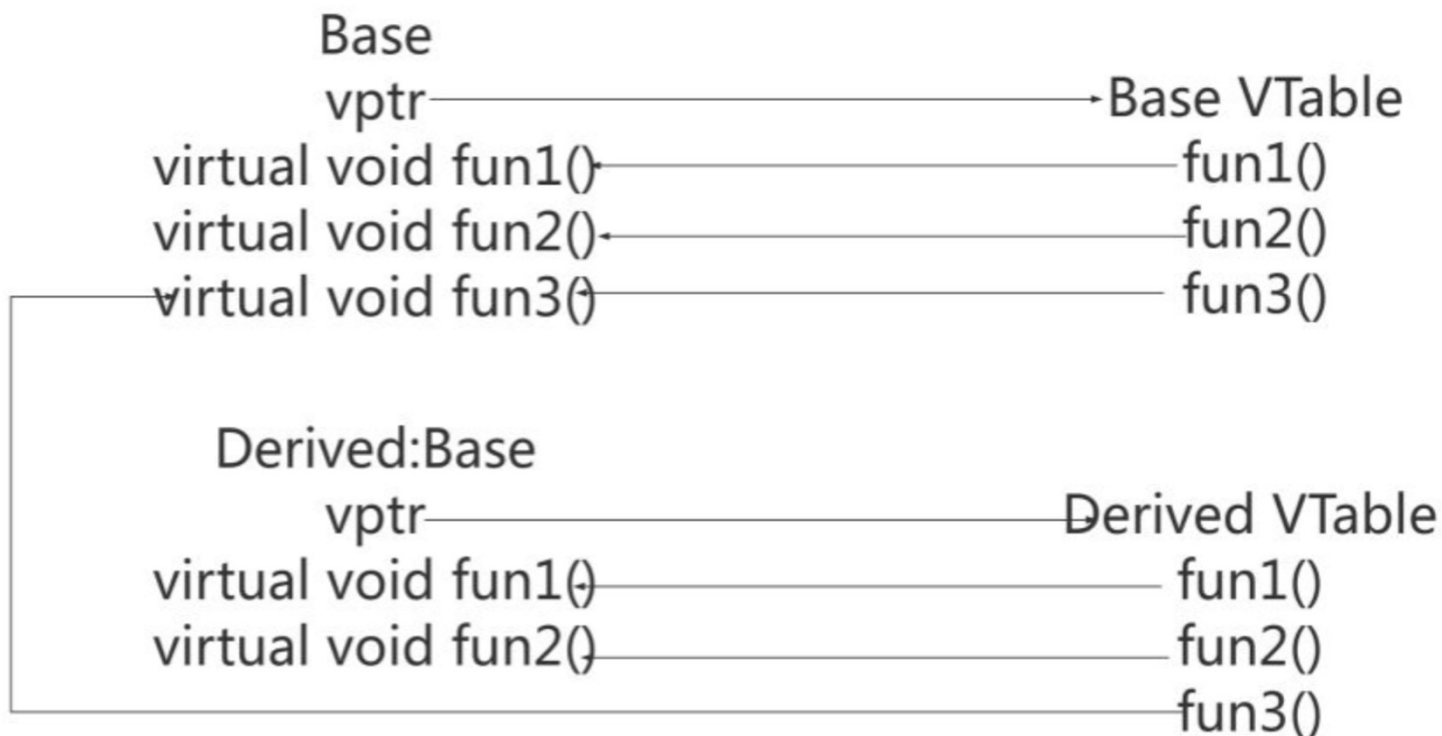 Base
vptr Base VTable
virtual void fun1() fun1()
virtual void fun2() fun2()
virtual void fun3() fun3()
Derived:Base
vptr Derived VTable
virtual void fun1() fun1()
virtual void fun2() fun2()
fun3()